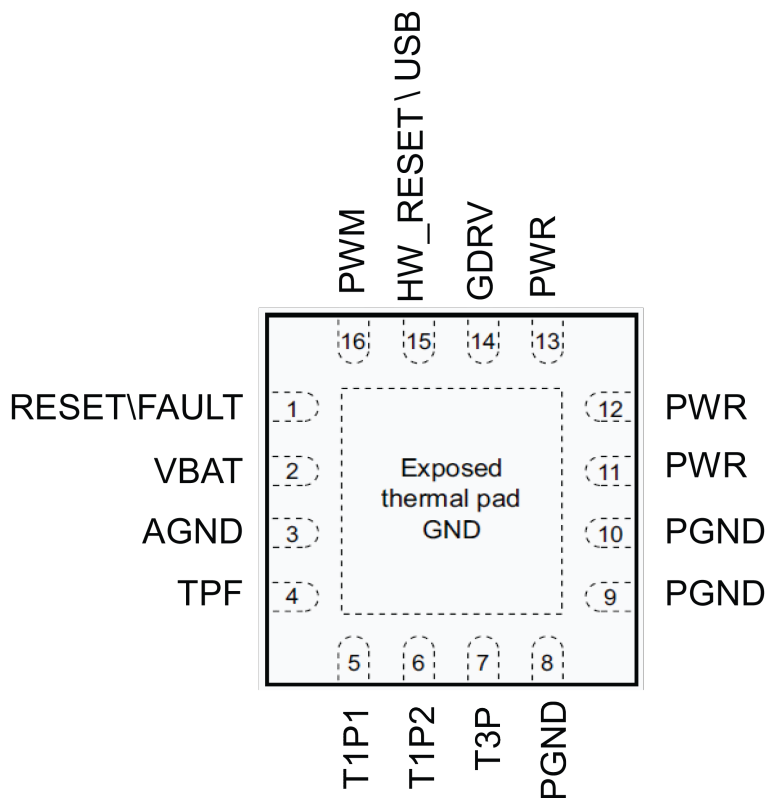 PWM
HW_RESET \ USB
GDRV
PWR
16
15
14
13
RESET\FAULT
1
12
PWR
VBAT
2
11
PWR
AGND
3
10
PGND
TPF
4
9
PGND
Exposed
thermal pad
GND
5
6
7
8
T1P1
T1P2
T3P
PGND